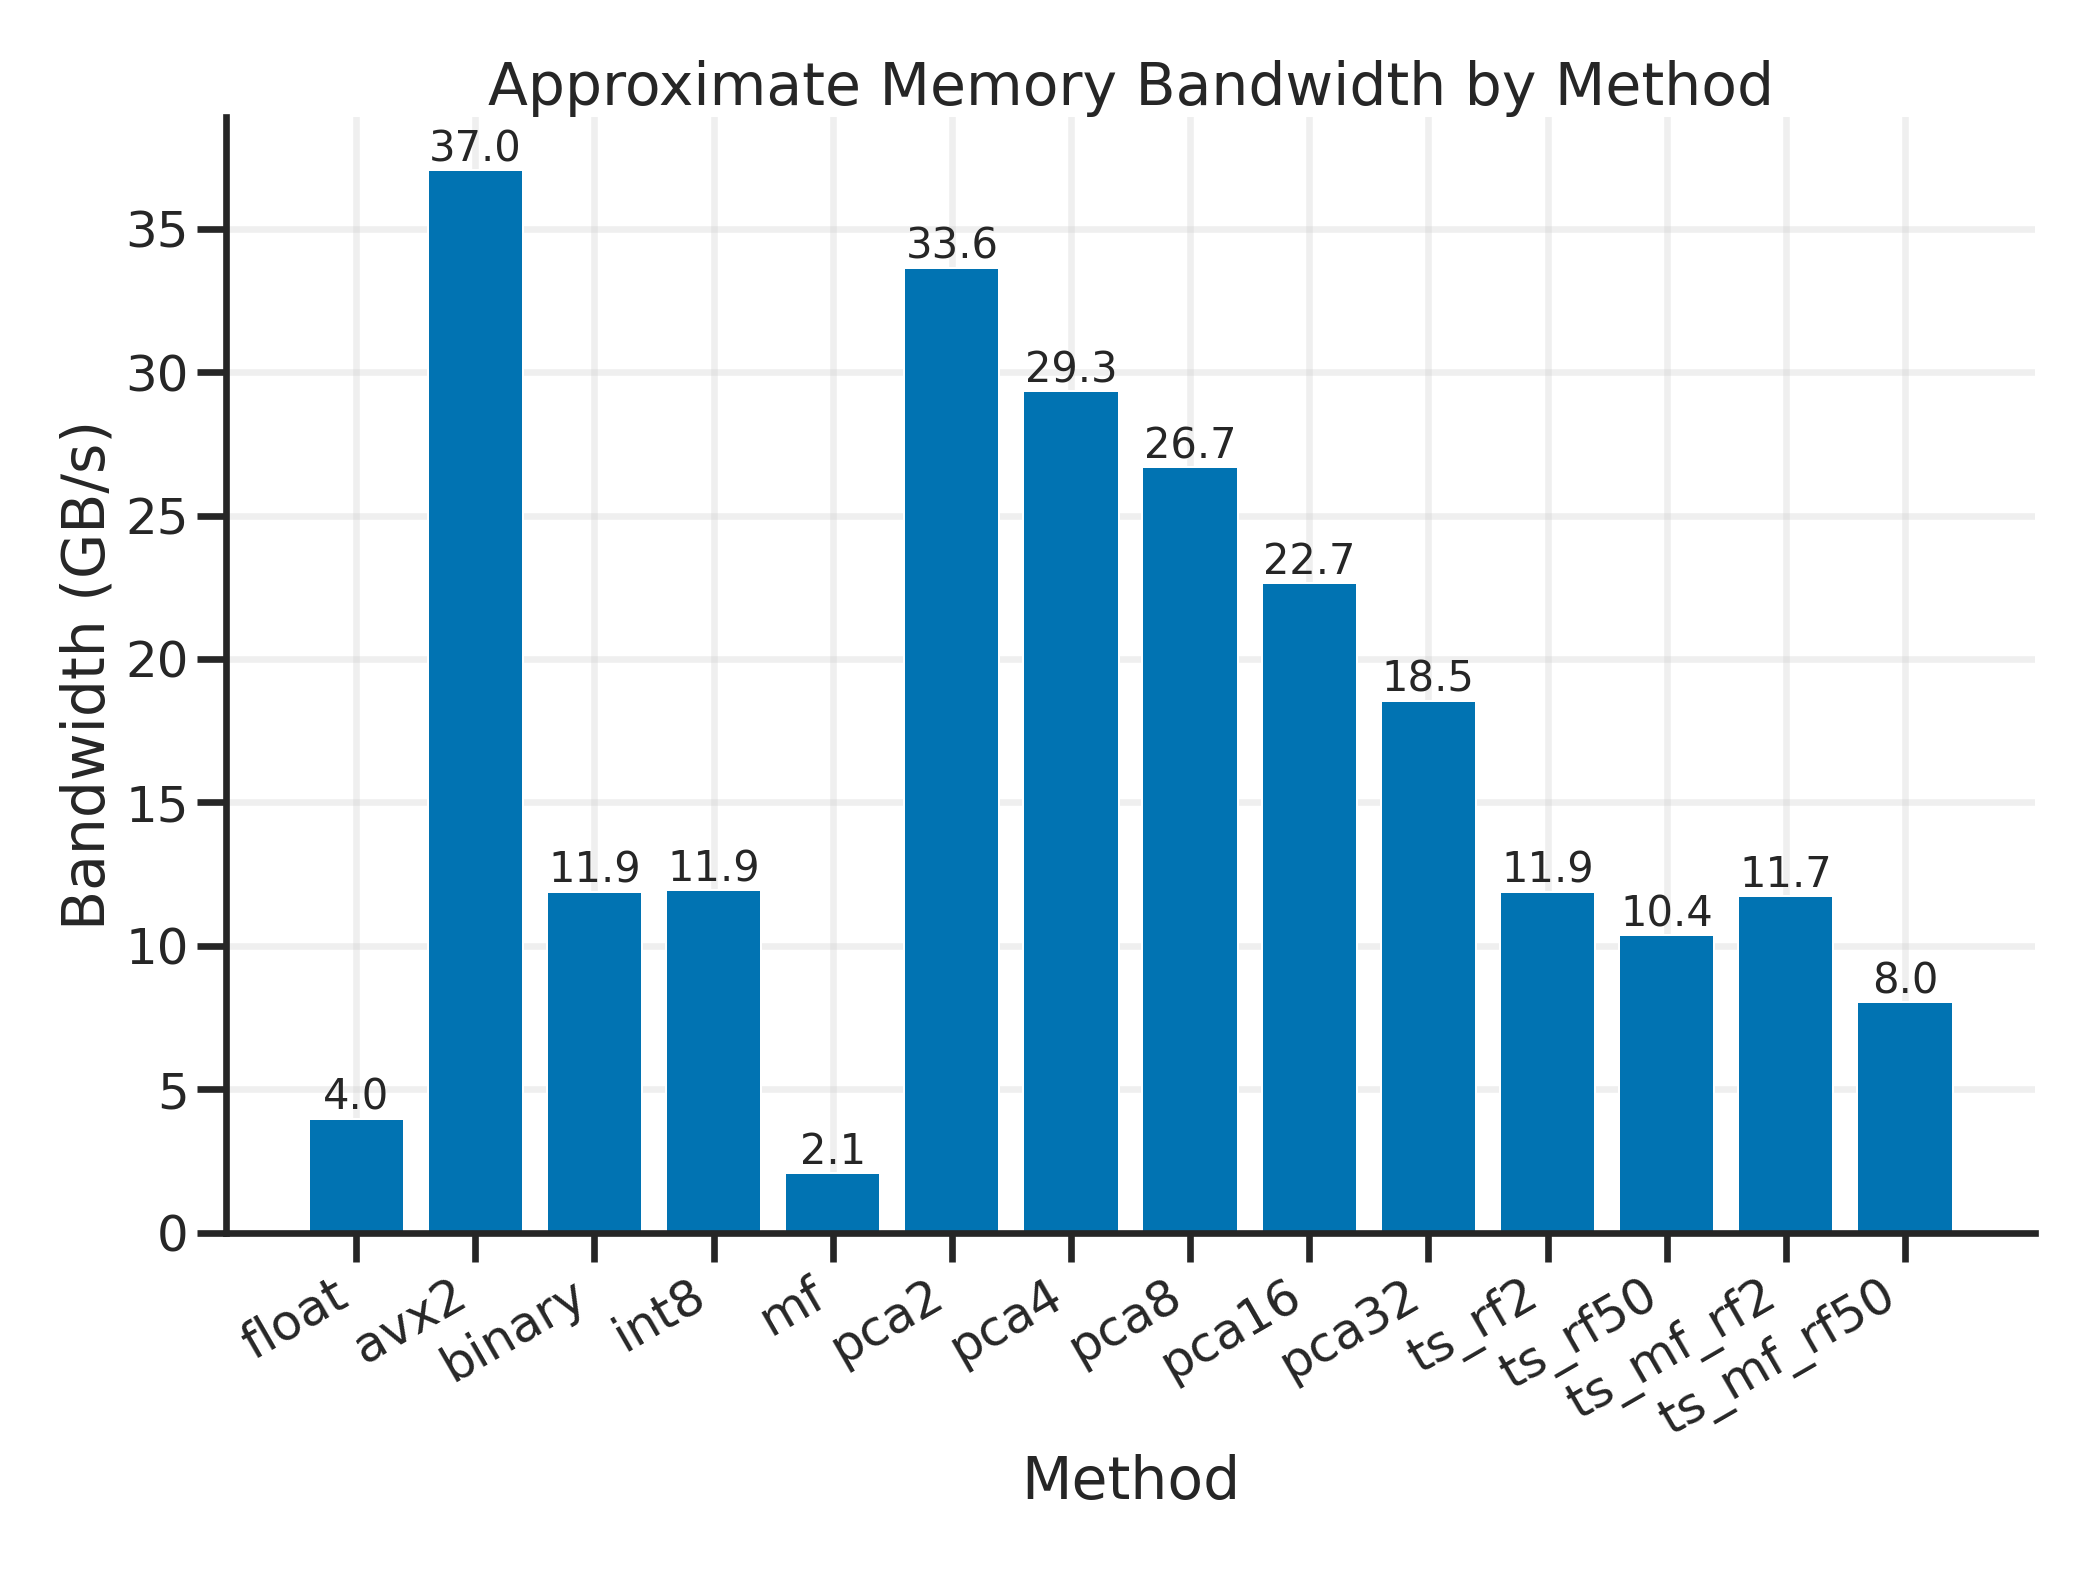 Approximate Memory Bandwidth by Method
Bandwidth (GB/s)
35
30
25
20
15
10
5
0
4.0
37.0
11.9
11.9
2.1
33.6
29.3
26.7
22.7
18.5
11.9
10.4
11.7
8.0
float
avx2
binary
int8
mf
pca2
pca4
pca8
pca16
pca32
ts_rf2
ts_rf50
ts_mf_rf2
ts_mf_rf50
Method